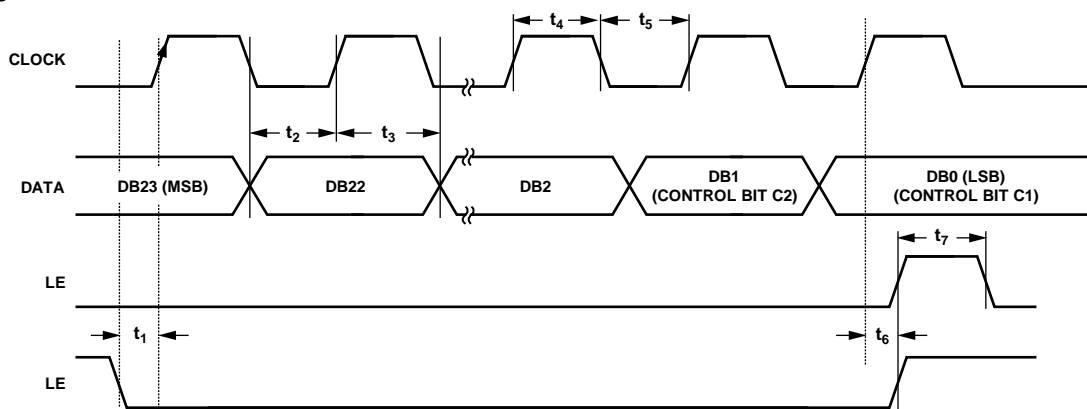 t4
t5
CLOCK
t2
t3
DATA
DB23 (MSB)
DB22
DB2
DB1
(CONTROL BIT C2)
DB0 (LSB)
(CONTROL BIT C1)
t7
LE
t1
t6
LE